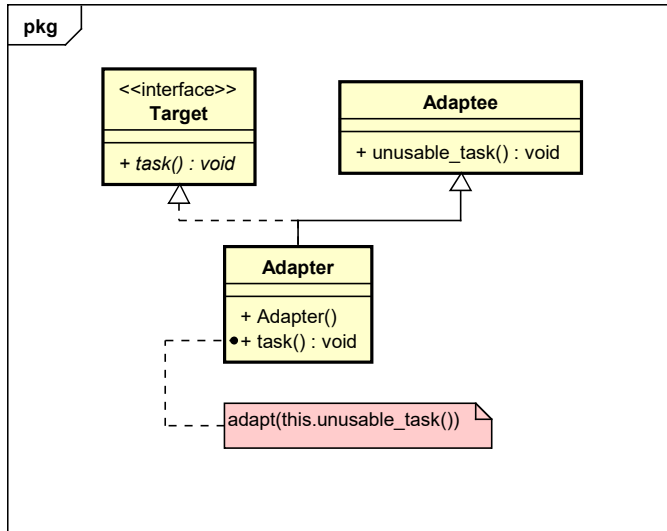 pkg
<<interface>>
Target
+ task() : void
Adaptee
+ unusable_task() : void
Adapter
+ Adapter()
+ task() : void
adapt(this.unusable_task())